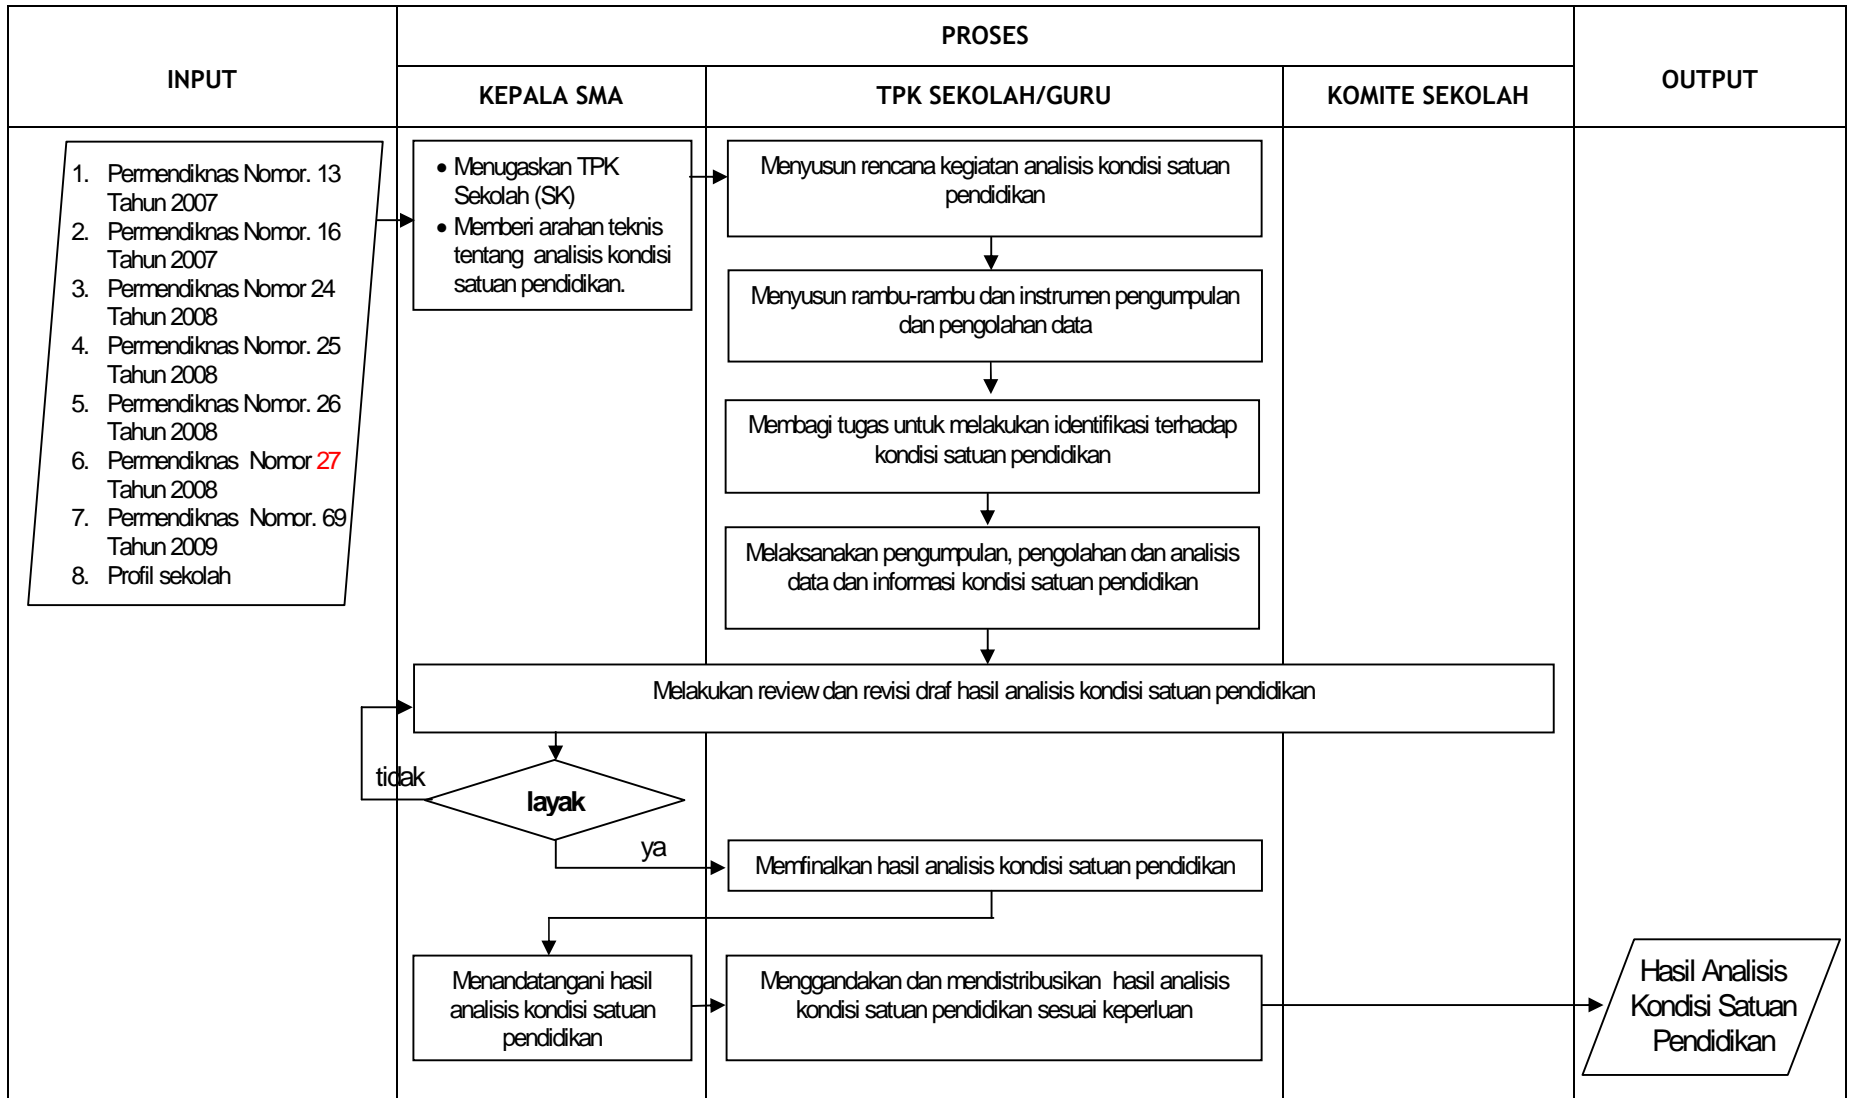 PROSES
INPUT
OUTPUT
KEPALA SMA
TPK SEKOLAH/GURU
KOMITE SEKOLAH
1. Permendiknas Nomor. 13
Tahun 2007
2. Permendiknas Nomor. 16
Tahun 2007
3. Permendiknas Nomor 24
Tahun 2008
4. Permendiknas Nomor. 25
Tahun 2008
5. Permendiknas Nomor. 26
Tahun 2008
6. Permendiknas Nomor 27
Tahun 2008
7. Permendiknas Nomor. 69
Tahun 2009
8. Profil sekolah
• Menugaskan TPK
Sekolah (SK)
• Memberi arahan teknis
tentang analisis kondisi
satuan pendidikan.
Menyusun rencana kegiatan analisis kondisi satuan
pendidikan
Menyusun rambu-rambu dan instrumen pengumpulan
dan pengolahan data
Membagi tugas untuk melakukan identifikasi terhadap
kondisi satuan pendidikan
Melaksanakan pengumpulan, pengolahan dan analisis
data dan informasi kondisi satuan pendidikan
Melakukan review dan revisi draf hasil analisis kondisi satuan pendidikan
tidak
layak
ya
Memfinalkan hasil analisis kondisi satuan pendidikan
Menandatangani hasil
analisis kondisi satuan
pendidikan
Menggandakan dan mendistribusikan hasil analisis
kondisi satuan pendidikan sesuai keperluan
Hasil Analisis
Kondisi Satuan
Pendidikan